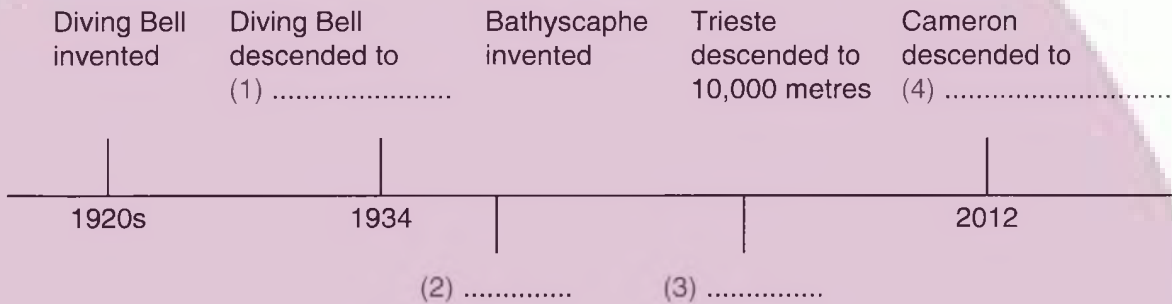 Diving Bell
invented
Diving Bell
descended to
(1) ........................
Bathyscaphe
invented
Trieste
descended to
10,000 metres
Cameron
descended to
(4) ..............................
1920s
1934
2012
(2) ..............
(3) ...............